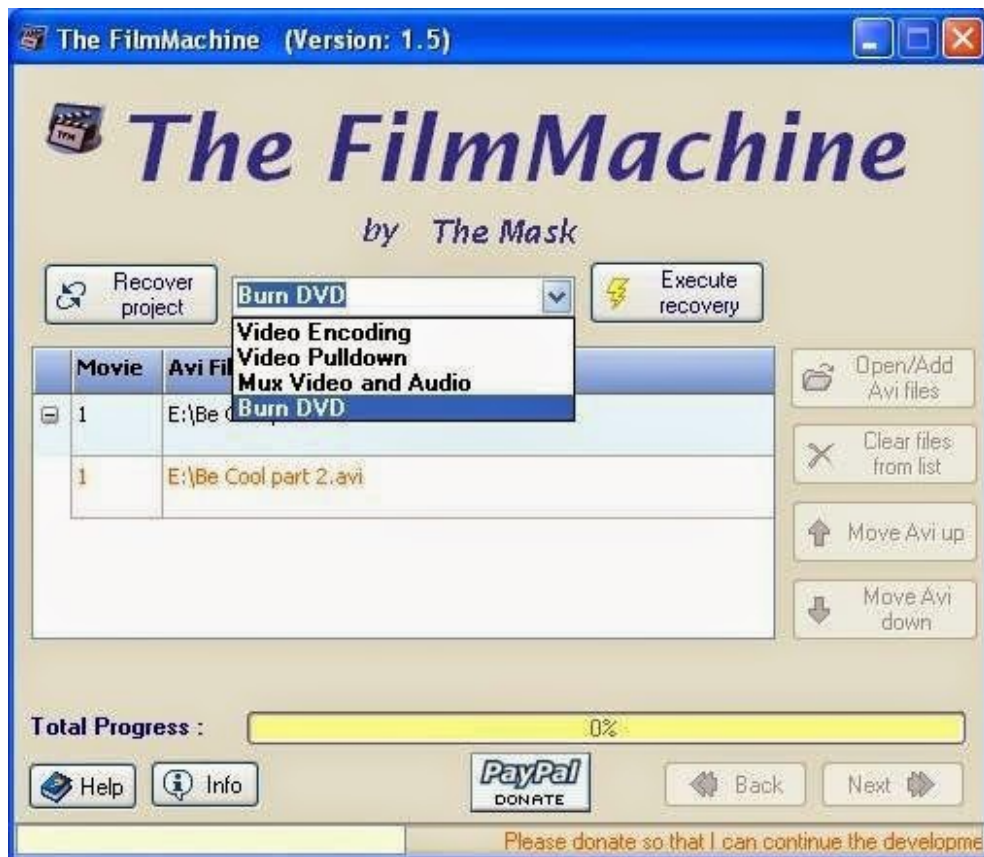 The FilmMachine (Version: 1.5)
TFM
The FilmMachine
by The Mask
Recover
project
Burn DVD
Execute
recovery
Video Encoding
Video Pulldown
Mux Video and Audio
Burn DVD
Movie Avi Fil
1 E:\Be
1 E:\Be Cool part 2.avi
Open/Add
Avi files
Clear files
from list
Move Avi up
Move Avi
down
Total Progress :
0%
Help
Info
PayPal
DONATE
Back
Next
Please donate so that I can continue the developme